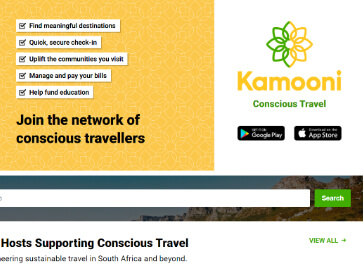 Find meaningful destinations
Quick, secure check-in
Uplift the communities you visit
Manage and pay your bills
Help fund education
Join the network of
conscious travellers
Kamooni
Conscious Travel
GET IT ON
Google Play
Download on the
App Store
Search
Hosts Supporting Conscious Travel
VIEW ALL →
neering sustainable travel in South Africa and beyond.